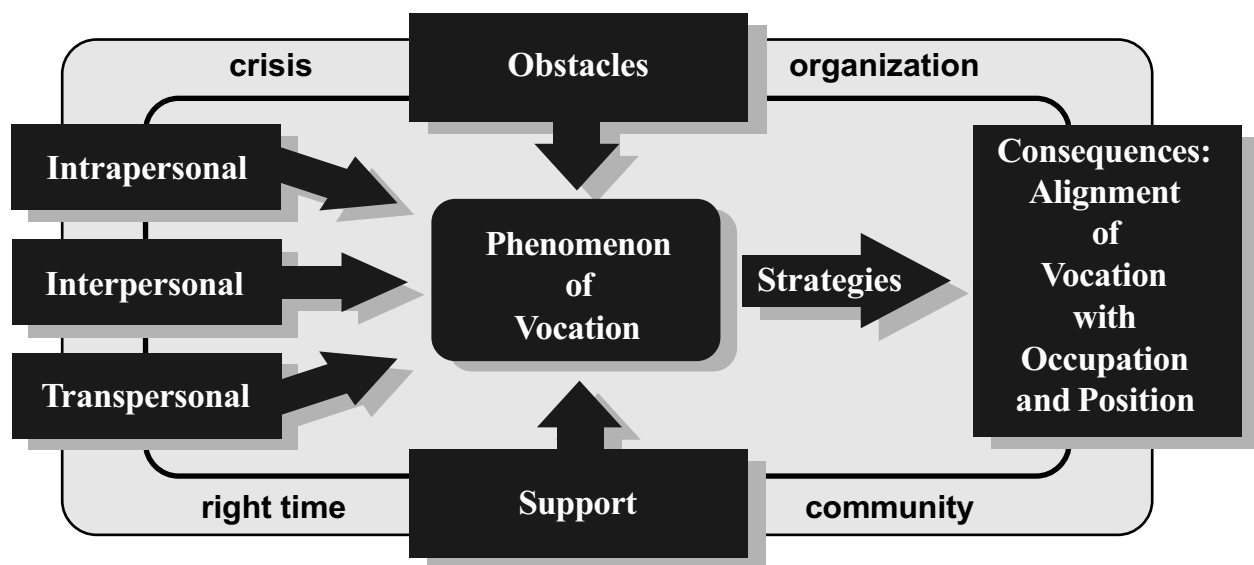 crisis
Obstacles
organization
Intrapersonal
Interpersonal
Transpersonal
Phenomenon
of
Vocation
Strategies
Consequences:
Alignment
of
Vocation
with
Occupation
and Position
right time
Support
community